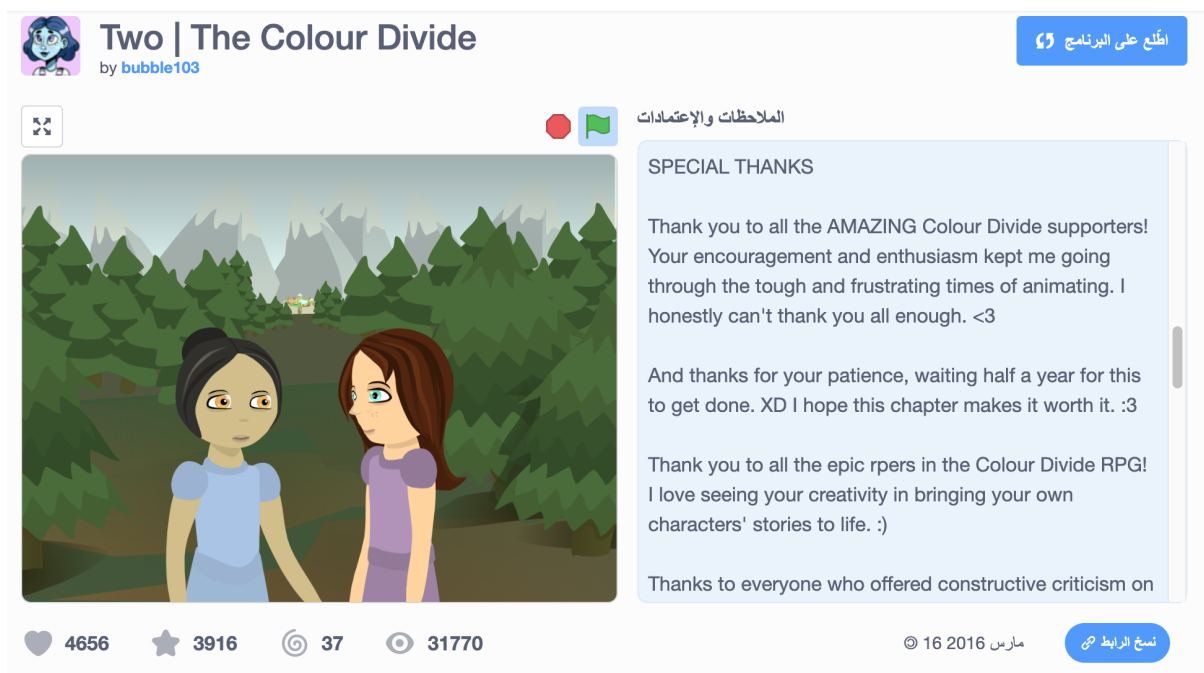 Two | The Colour Divide
by bubble103
اطّلع على البرنامج
الملاحظات والإعتمادات
SPECIAL THANKS
Thank you to all the AMAZING Colour Divide supporters!
Your encouragement and enthusiasm kept me going
through the tough and frustrating times of animating. I
honestly can't thank you all enough. <3
And thanks for your patience, waiting half a year for this
to get done. XD I hope this chapter makes it worth it. :3
Thank you to all the epic rpers in the Colour Divide RPG!
I love seeing your creativity in bringing your own
characters' stories to life. :)
Thanks to everyone who offered constructive criticism on
4656 3916 37 31770
© 16 مارس 2016
نسخ الرابط